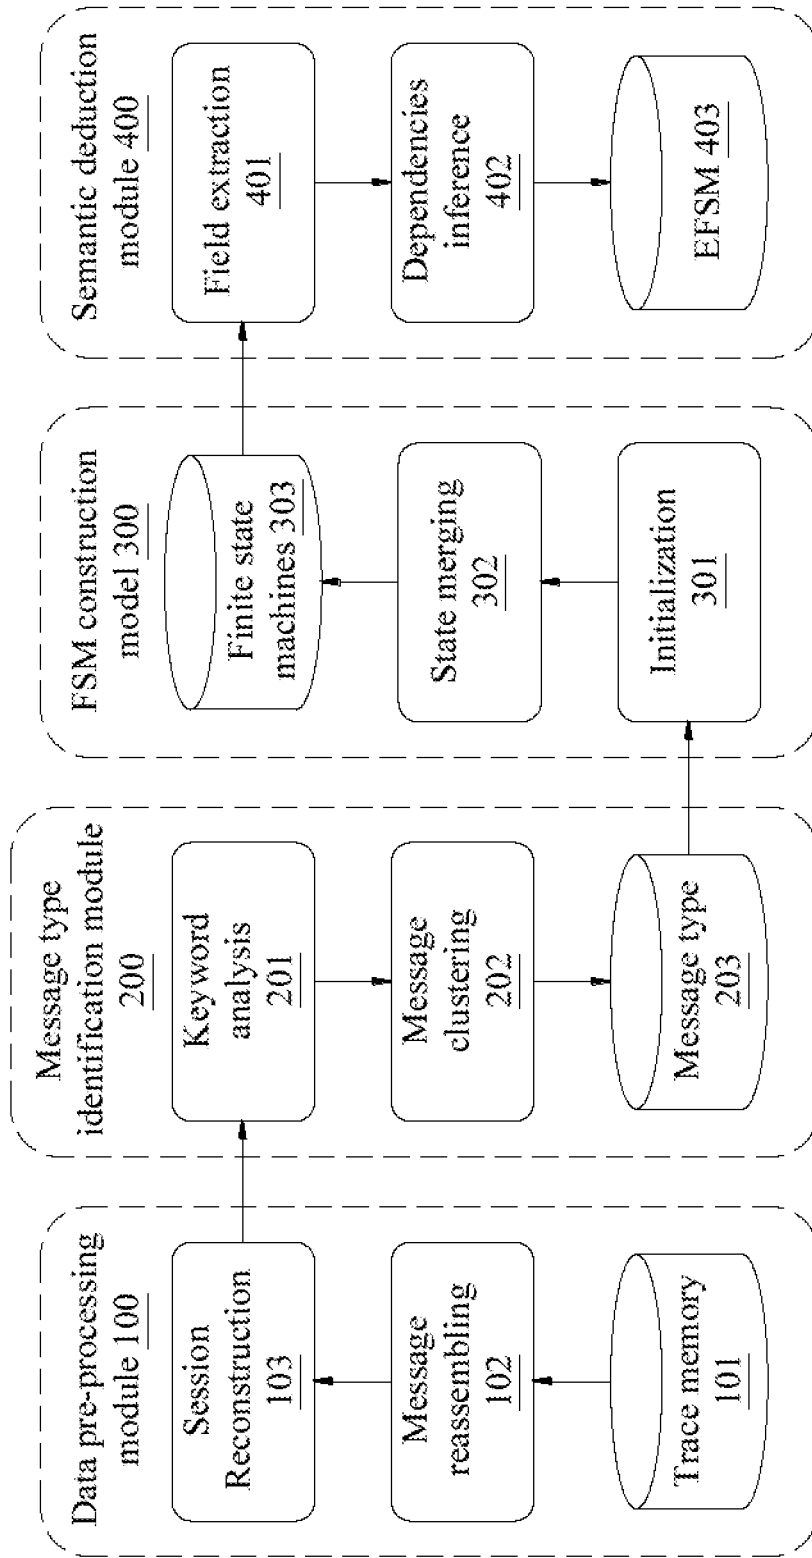 Data pre-processing
module 100
Session
Reconstruction
103
Message
reassembling
102
Trace memory
101
Message type
identification module
200
Keyword
analysis
201
Message
clustering
202
Message type
203
FSM construction
model 300
Finite state
machines 303
State merging
302
Initialization
301
Semantic deduction
module 400
Field extraction
401
Dependencies
inference
402
EFSM 403